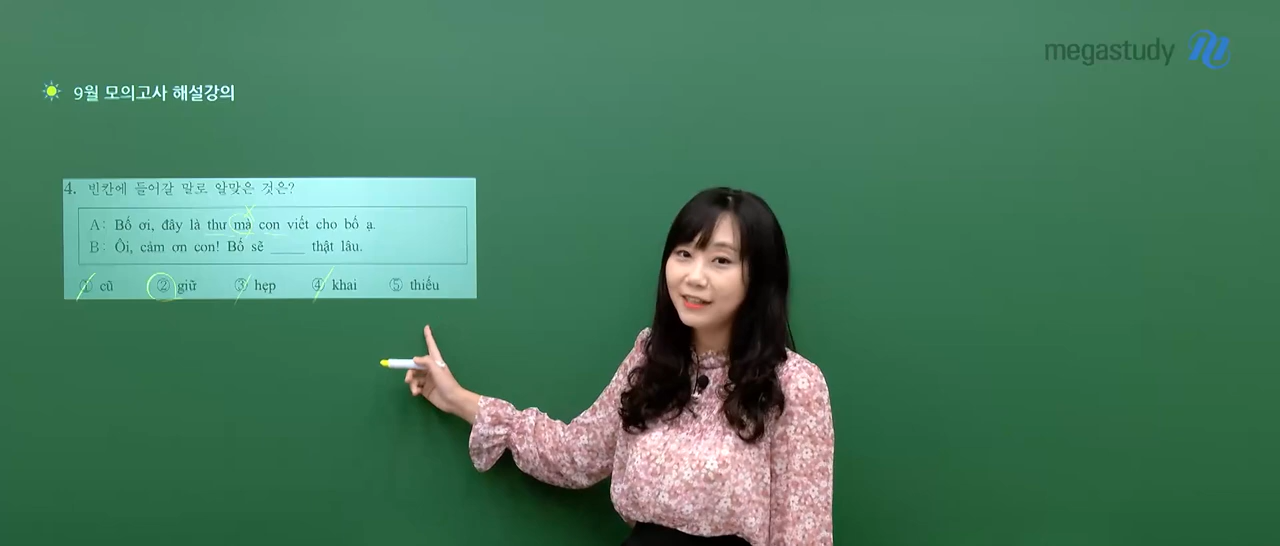 megastudy
9월 모의고사 해설강의
4. 빈칸에 들어갈 말로 알맞은 것은?
A: Bố ơi, đây là thư mà con viết cho bố ạ.
B: Ôi, cảm ơn con! Bố sẽ _____ thật lâu.
① cũ ② giữ ③ hẹp ④ khai ⑤ thiếu